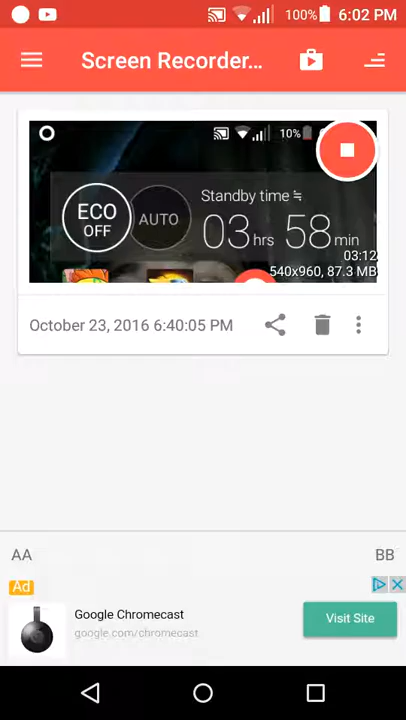 100% 6:02 PM
Screen Recorder...
10%
ECO
OFF
AUTO
Standby time
03 hrs 58 min
03:12
540x960, 87.3 MB
October 23, 2016 6:40:05 PM
AA BB
Ad
Google Chromecast
google.com/chromecast
Visit Site